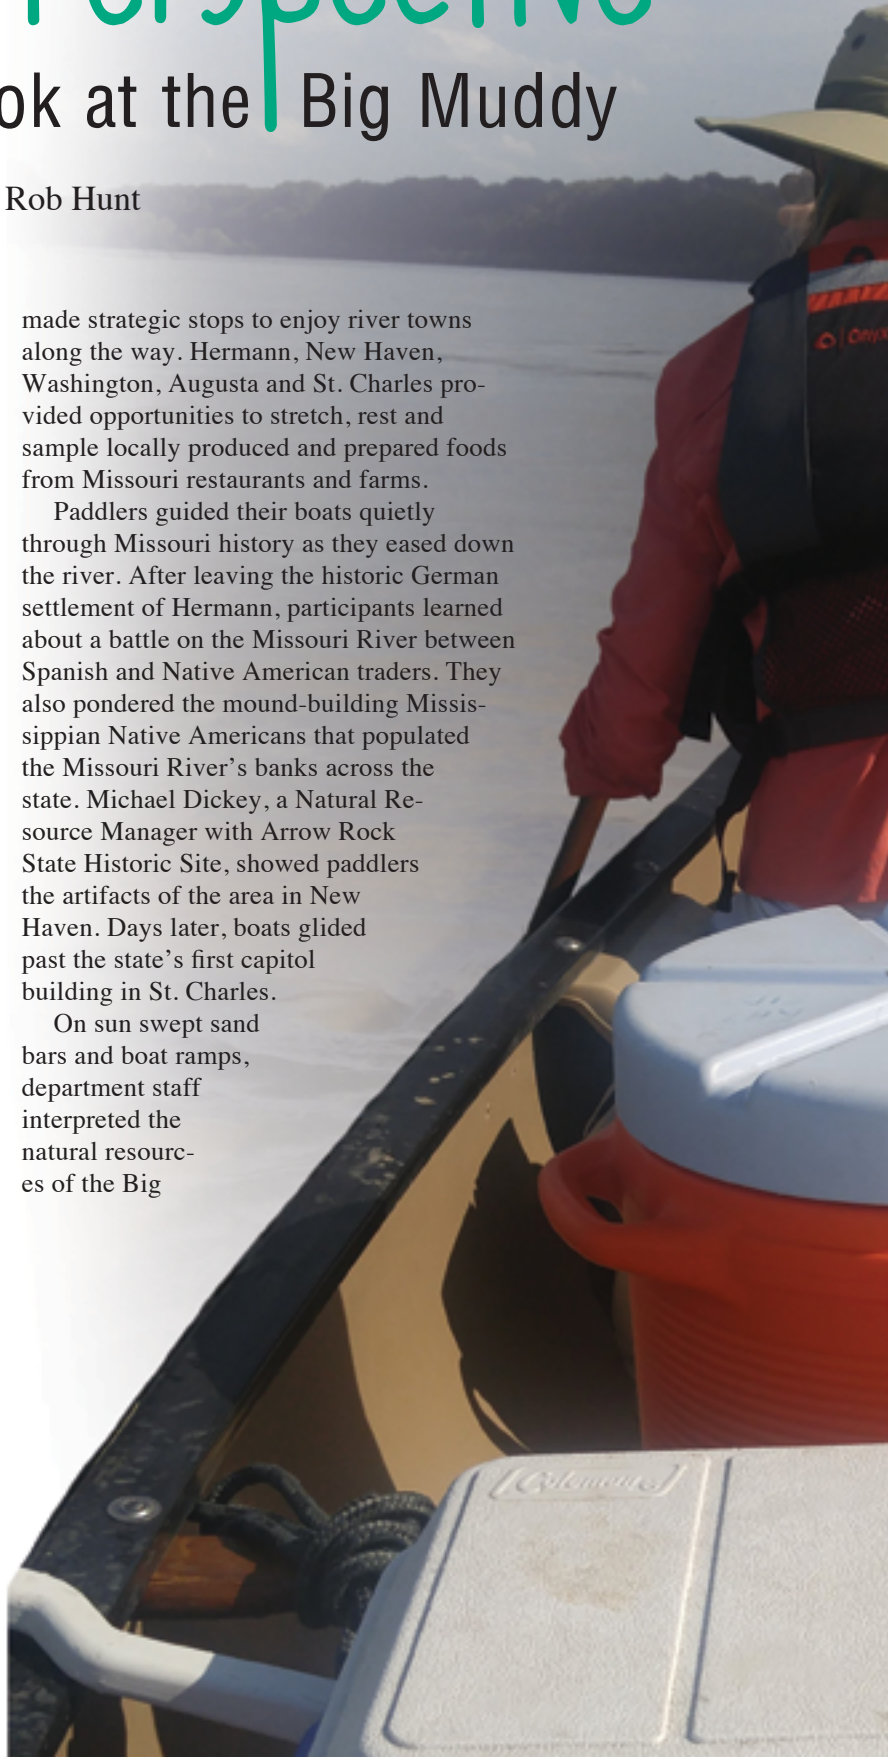 Perspective
ok at the Big Muddy
Rob Hunt
made strategic stops to enjoy river towns
along the way. Hermann, New Haven,
Washington, Augusta and St. Charles pro-
vided opportunities to stretch, rest and
sample locally produced and prepared foods
from Missouri restaurants and farms.
Paddlers guided their boats quietly
through Missouri history as they eased down
the river. After leaving the historic German
settlement of Hermann, participants learned
about a battle on the Missouri River between
Spanish and Native American traders. They
also pondered the mound-building Missis-
sippian Native Americans that populated
the Missouri River’s banks across the
state. Michael Dickey, a Natural Re-
source Manager with Arrow Rock
State Historic Site, showed paddlers
the artifacts of the area in New
Haven. Days later, boats glided
past the state’s first capitol
building in St. Charles.
On sun swept sand
bars and boat ramps,
department staff
interpreted the
natural resourc-
es of the Big
Coleman